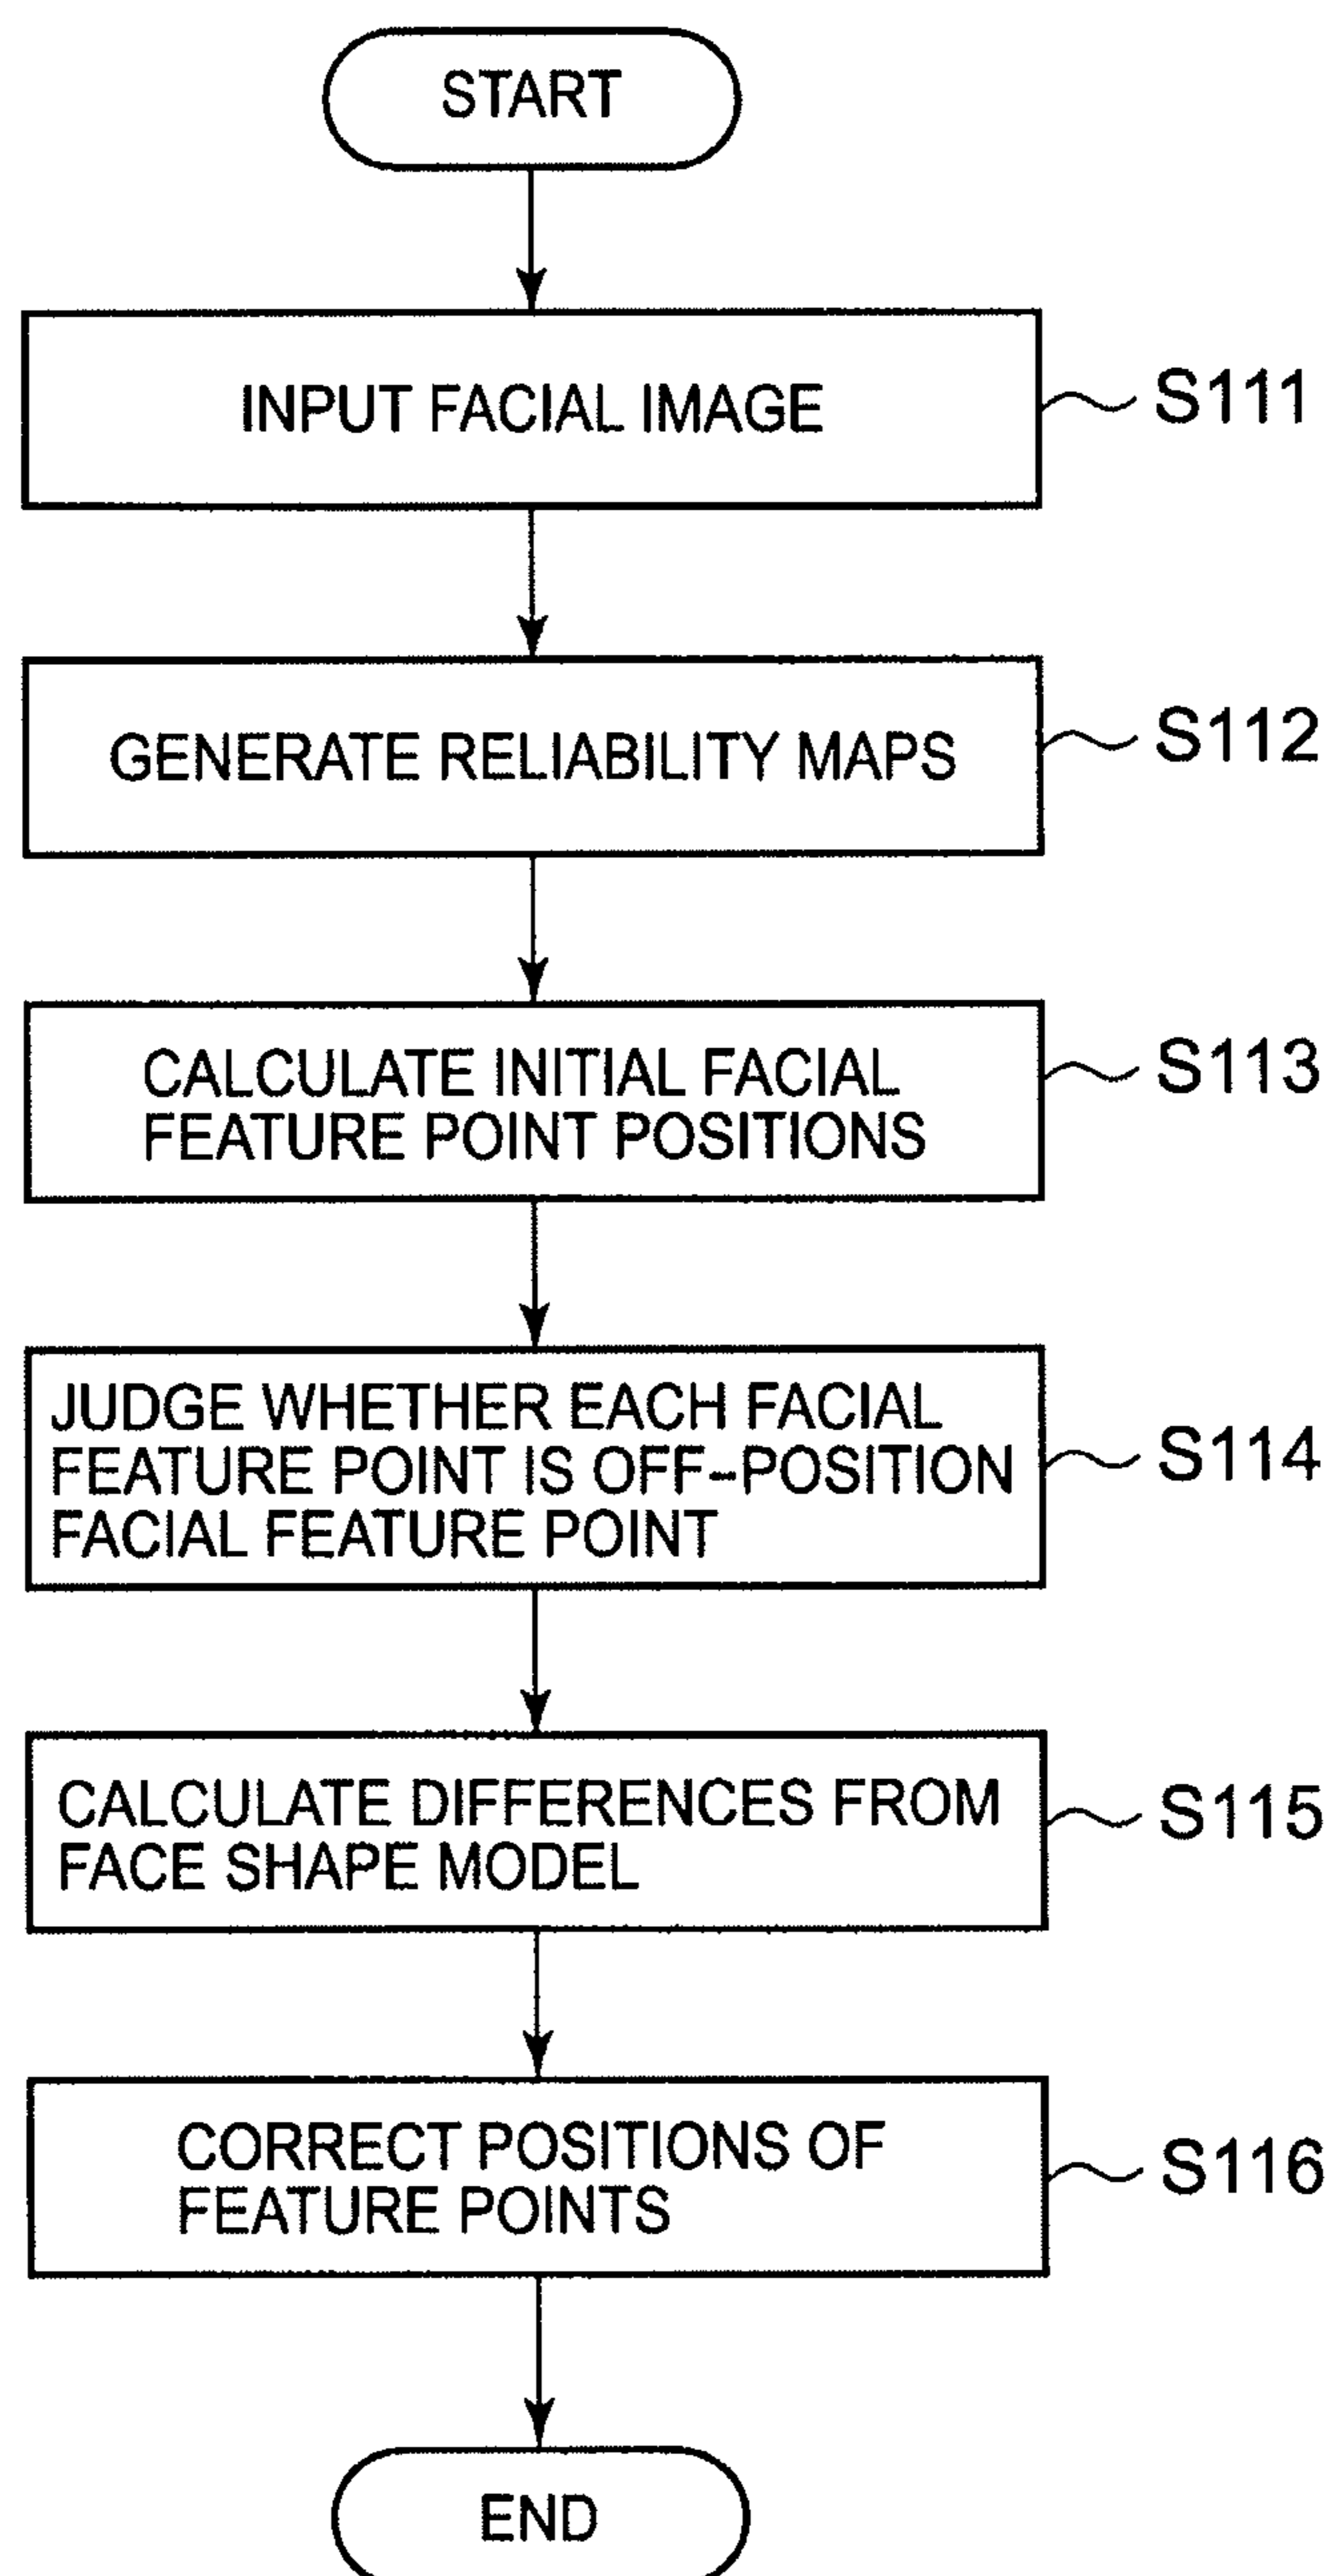 START
INPUT FACIAL IMAGE
S111
GENERATE RELIABILITY MAPS
S112
CALCULATE INITIAL FACIAL
FEATURE POINT POSITIONS
S113
JUDGE WHETHER EACH FACIAL
FEATURE POINT IS OFF-POSITION
FACIAL FEATURE POINT
S114
CALCULATE DIFFERENCES FROM
FACE SHAPE MODEL
S115
CORRECT POSITIONS OF
FEATURE POINTS
S116
END